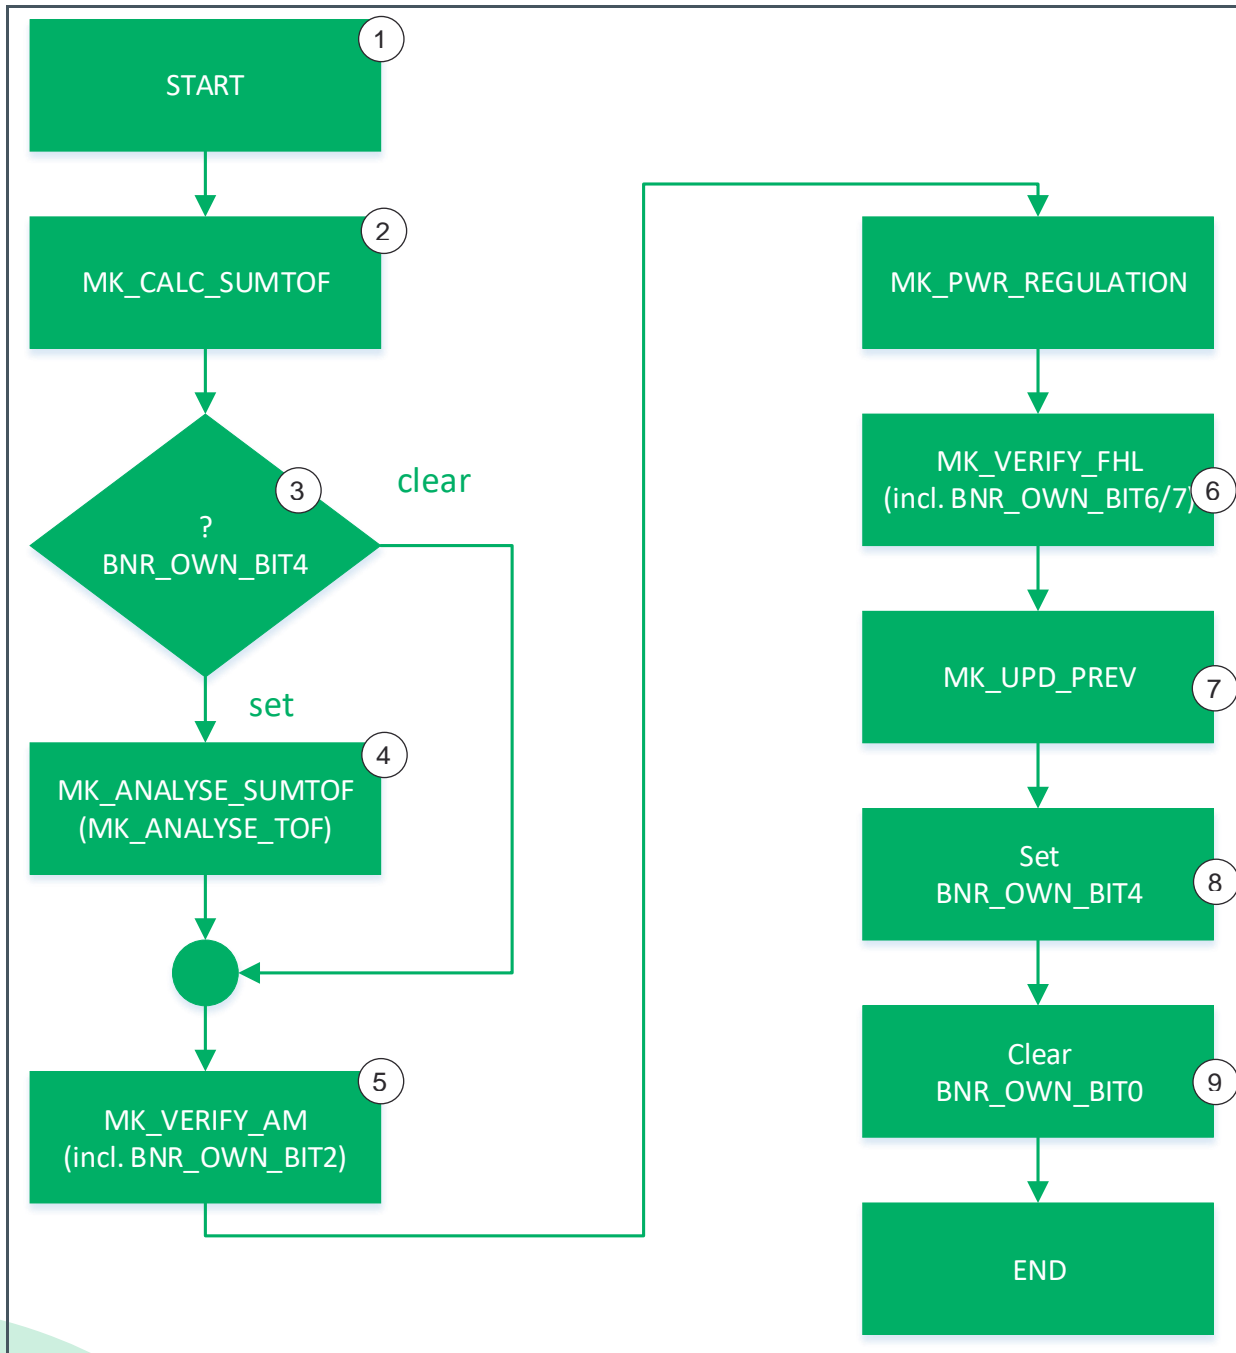 1
START
2
MK_CALC_SUMTOF
3
clear
?
BNR_OWN_BIT4
set
4
MK_ANALYSE_SUMTOF
(MK_ANALYSE_TOF)
5
MK_VERIFY_AM
(incl. BNR_OWN_BIT2)
MK_PWR_REGULATION
MK_VERIFY_FHL
(incl. BNR_OWN_BIT6/7)
6
MK_UPD_PREV
7
Set
BNR_OWN_BIT4
8
Clear
BNR_OWN_BIT0
9
END